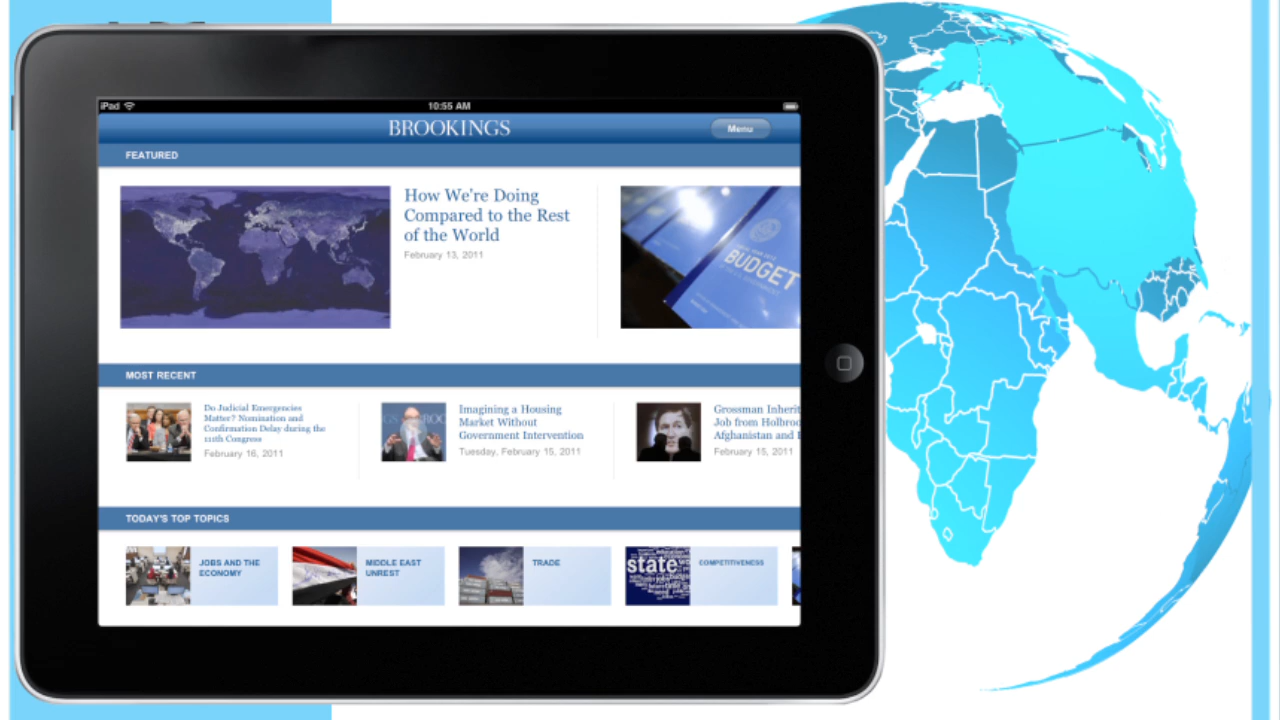 iPad
10:55 AM
BROOKINGS
Menu
FEATURED
How We're Doing
Compared to the Rest
of the World
February 13, 2011
BUDGET
MOST RECENT
Do Judicial Emergencies
Matter? Nomination and
Confirmation Delay during the
111th Congress
February 16, 2011
Imagining a Housing
Market Without
Government Intervention
Tuesday, February 15, 2011
Grossman Inherit
Job from Holbroo
Afghanistan and
February 15, 2011
TODAY'S TOP TOPICS
JOBS AND THE
ECONOMY
MIDDLE EAST
UNREST
TRADE
state
COMPETITIVENESS